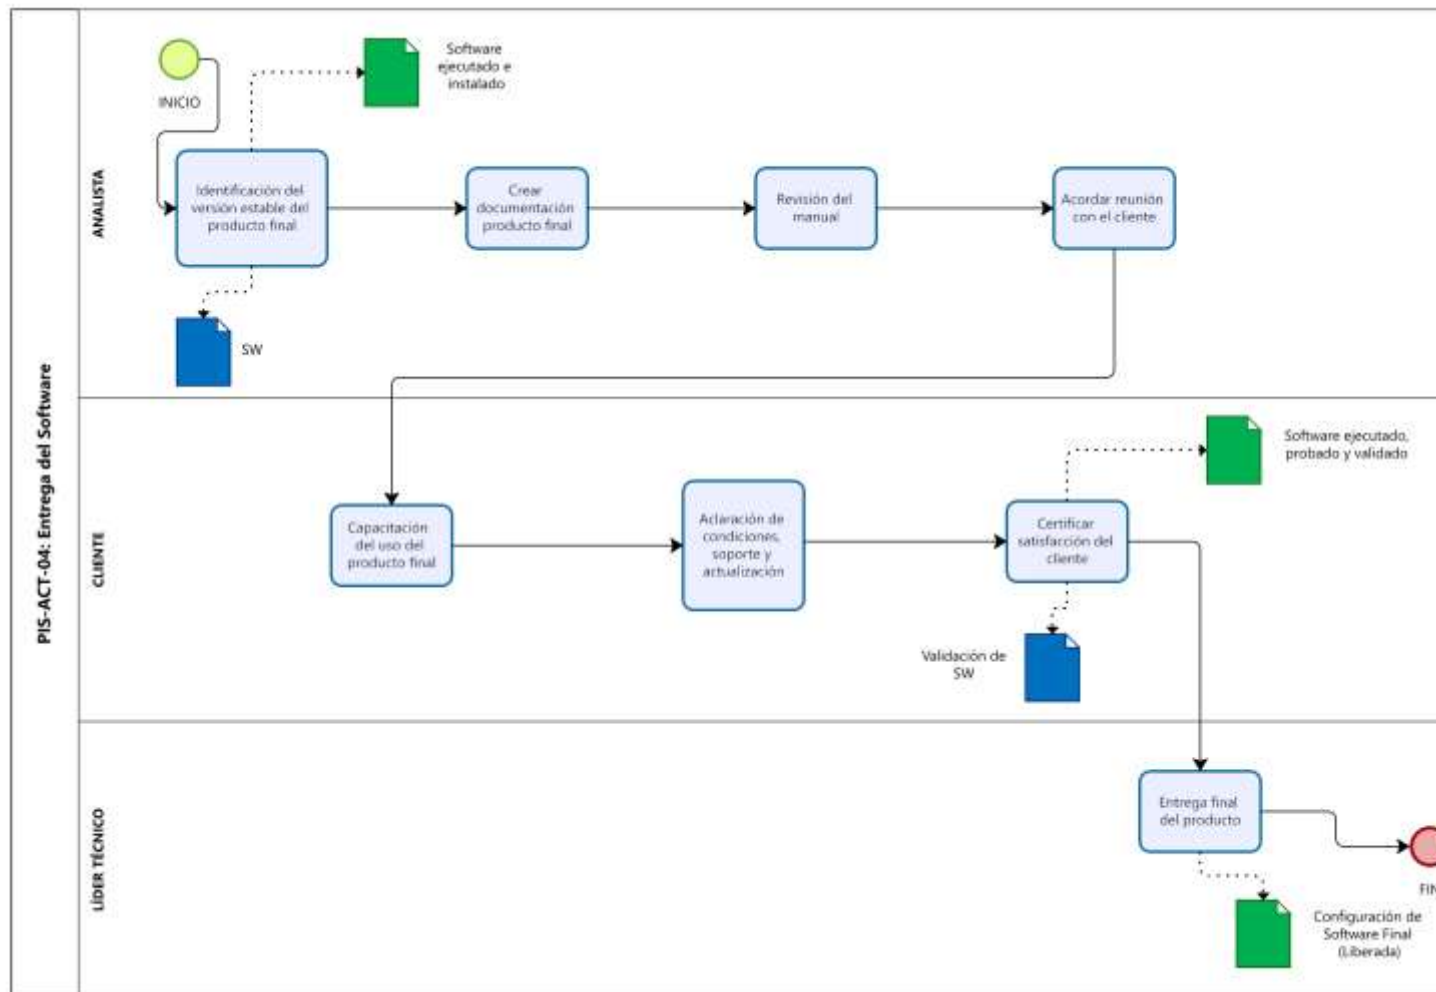 PIS-ACT-04: Entrega del Software
ANALISTA
INICIO
Software
ejecutado e
instalado
Identificación del
versión estable del
producto final
Crear
documentación
producto final
Revisión del
manual
Acordar reunión
con el cliente
SW
CLIENTE
Software ejecutado,
probado y validado
Capacitación
del uso del
producto final
Aclaración de
condiciones,
soporte y
actualización
Certificar
satisfacción del
cliente
Validación de
SW
LÍDER TÉCNICO
Entrega final
del producto
FIN
Configuración de
Software Final
(Liberada)